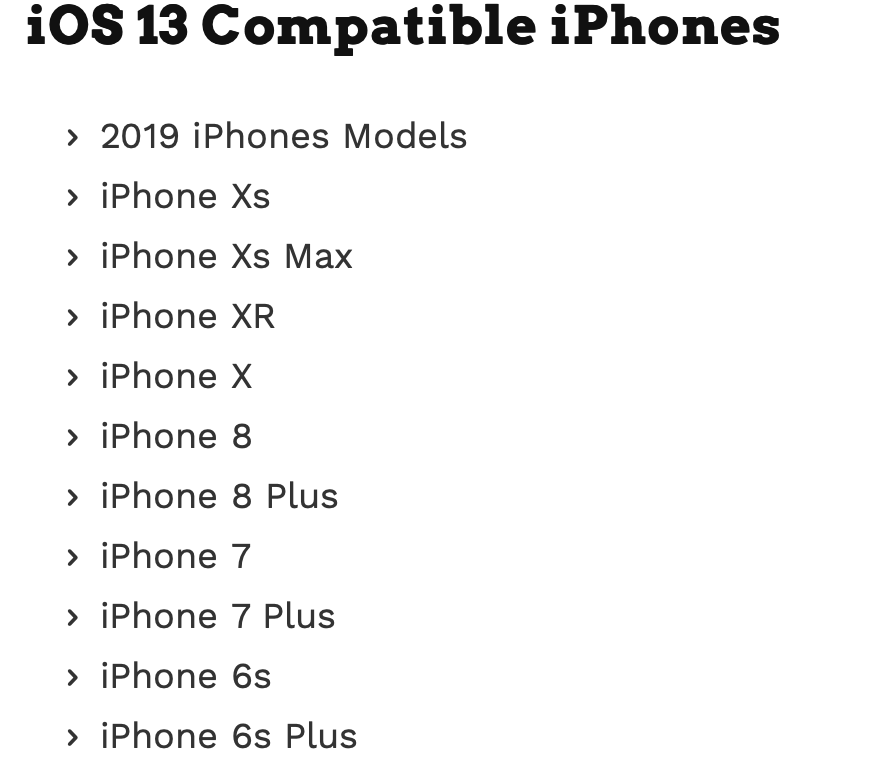 iOS 13 Compatible iPhones
› 2019 iPhones Models
› iPhone Xs
› iPhone Xs Max
› iPhone XR
› iPhone X
› iPhone 8
› iPhone 8 Plus
› iPhone 7
› iPhone 7 Plus
› iPhone 6s
› iPhone 6s Plus